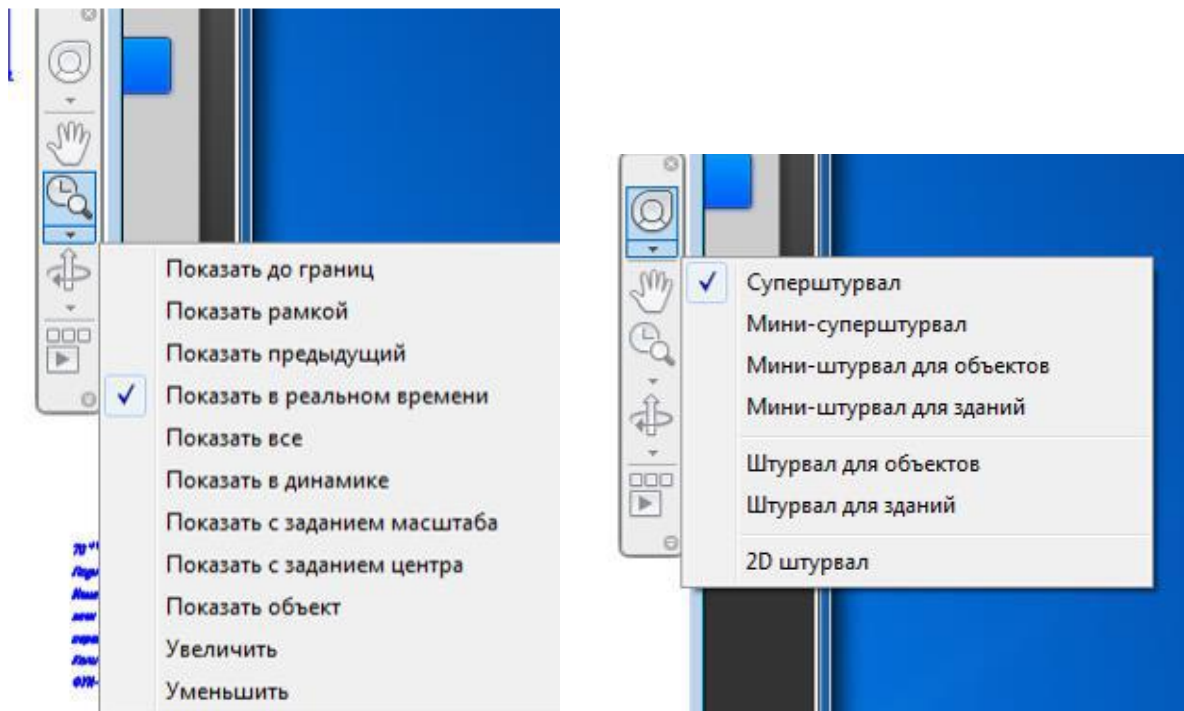 Показать до границ
Показать рамкой
Показать предыдущий
Показать в реальном времени
Показать все
Показать в динамике
Показать с заданием масштаба
Показать с заданием центра
Показать объект
Увеличить
Уменьшить
Суперштурвал
Мини-суперштурвал
Мини-штурвал для объектов
Мини-штурвал для зданий
Штурвал для объектов
Штурвал для зданий
2D штурвал